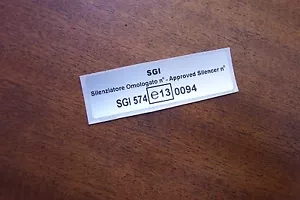 SGI
Silenziatore Omologato n° - Approved Silencer n°
SGI 574 e13 0094